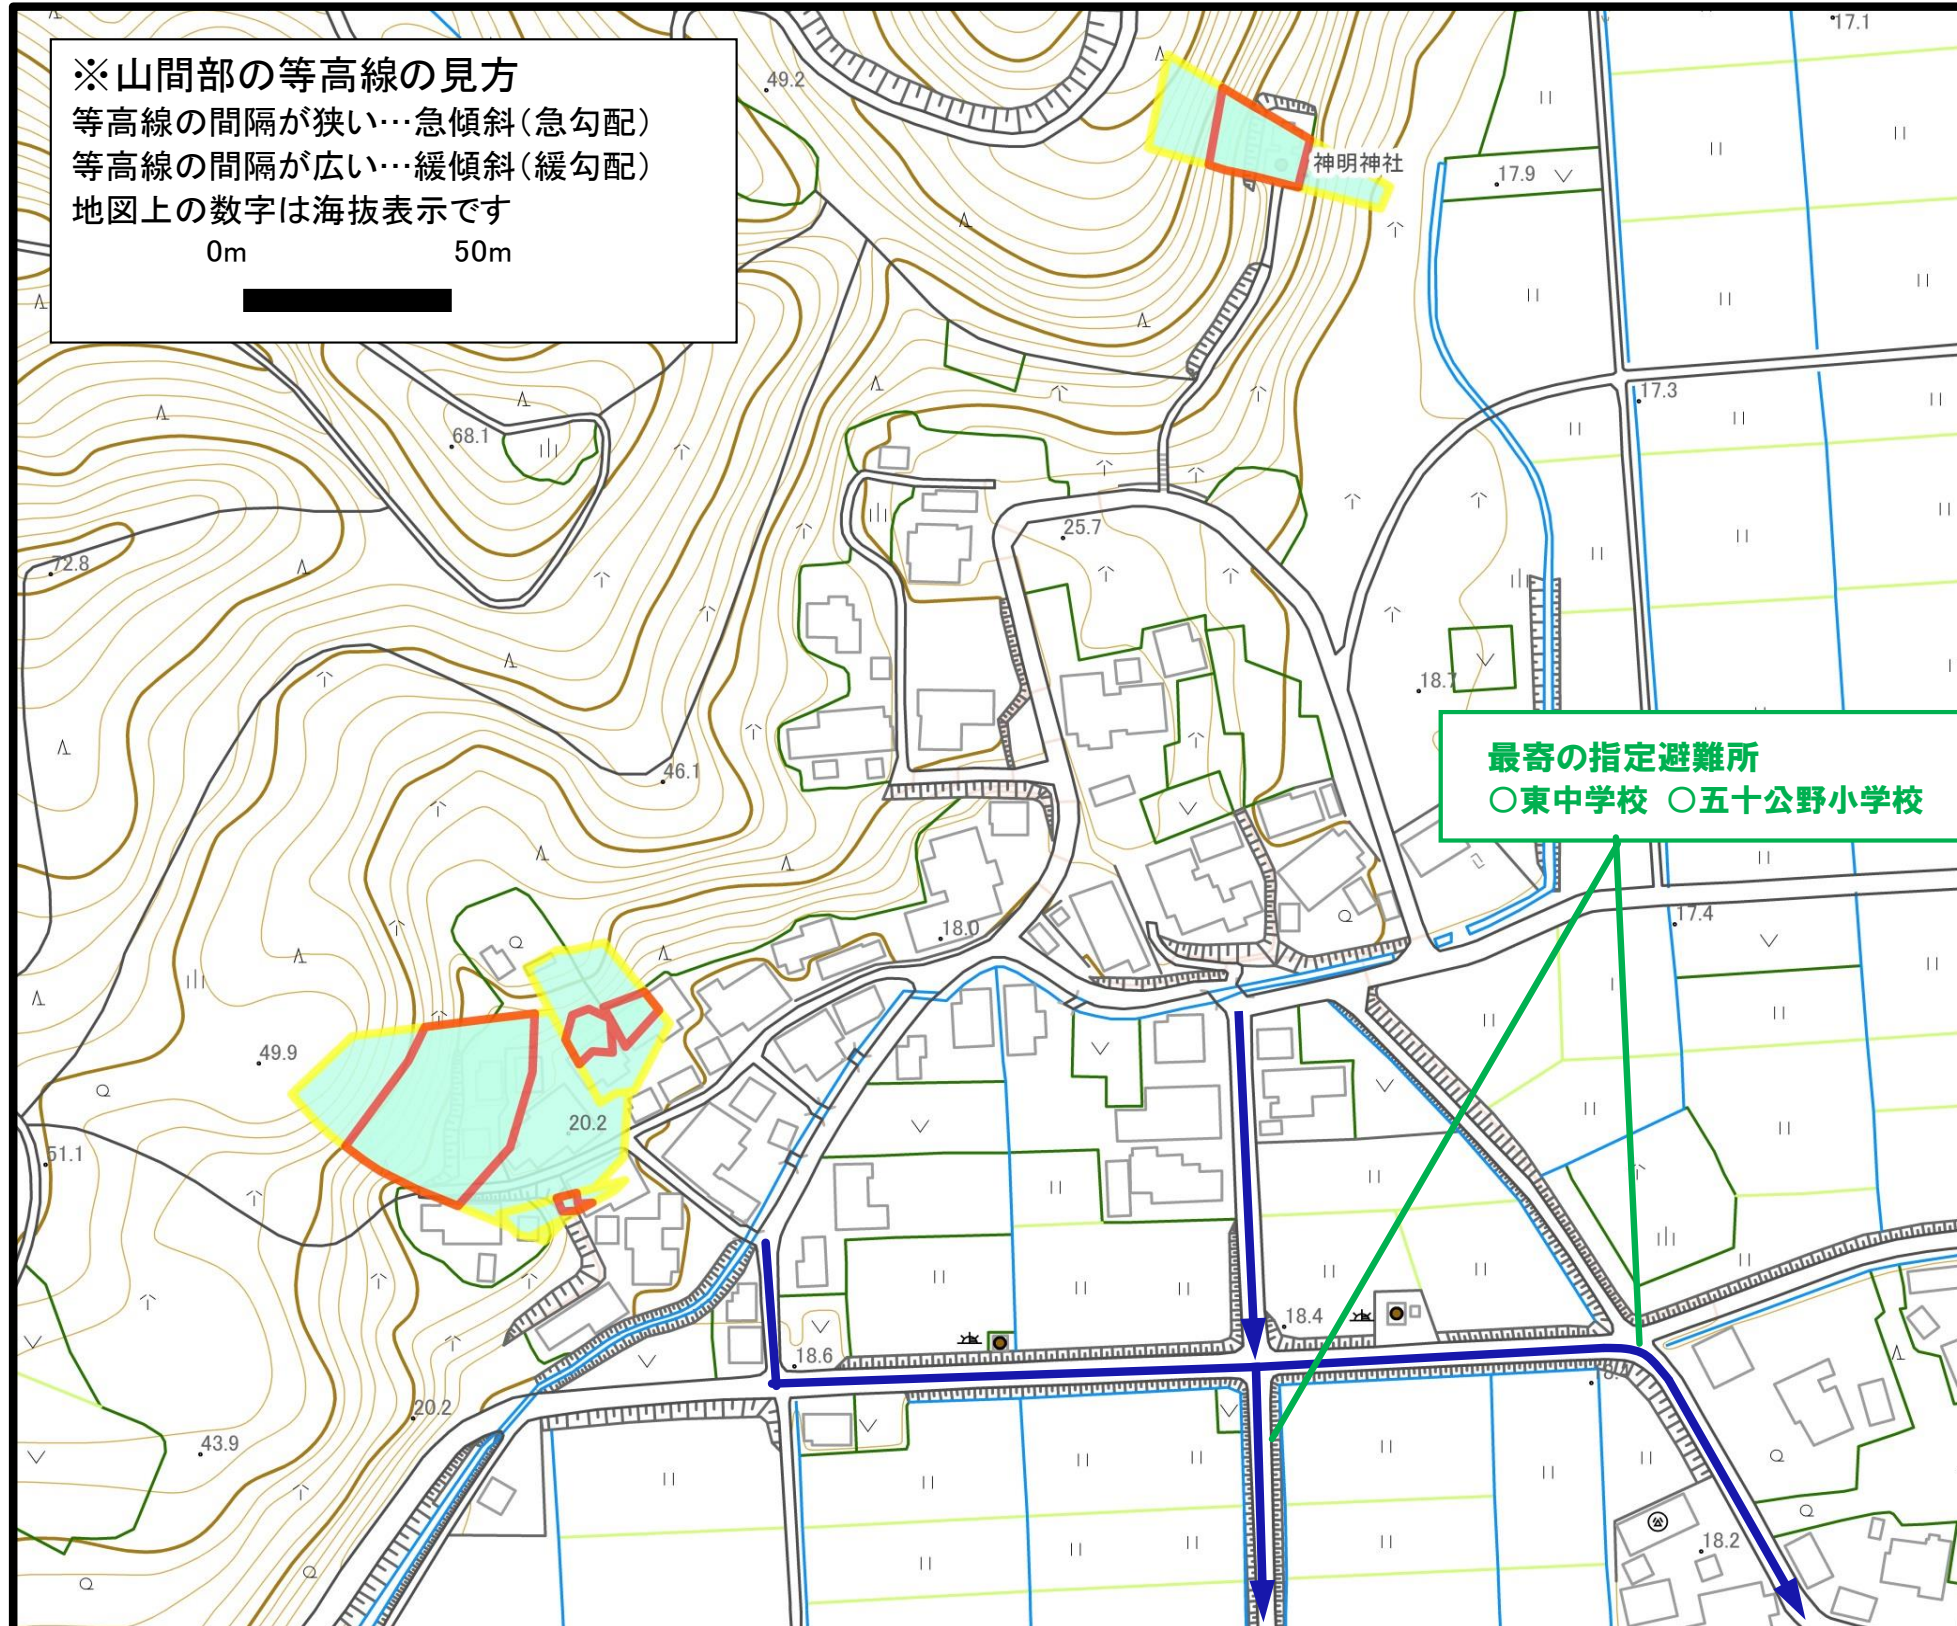 ※山間部の等高線の見方
等高線の間隔が狭い…急傾斜（急勾配）
等高線の間隔が広い…緩傾斜（緩勾配）
地図上の数字は海抜表示です
0m 50m
17.1
49.2
神明神社
17.9
17.3
68.1
25.7
72.8
18.7
最寄の指定避難所
○東中学校 ○五十公野小学校
46.1
17.4
18.0
49.9
20.2
51.1
18.4
18.6
20.2
43.9
18.2